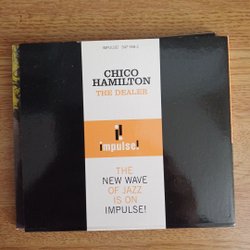 CHICO
HAMILTON
THE DEALER
impulse!
THE
NEW WAVE
OF JAZZ
IS ON
IMPULSE!